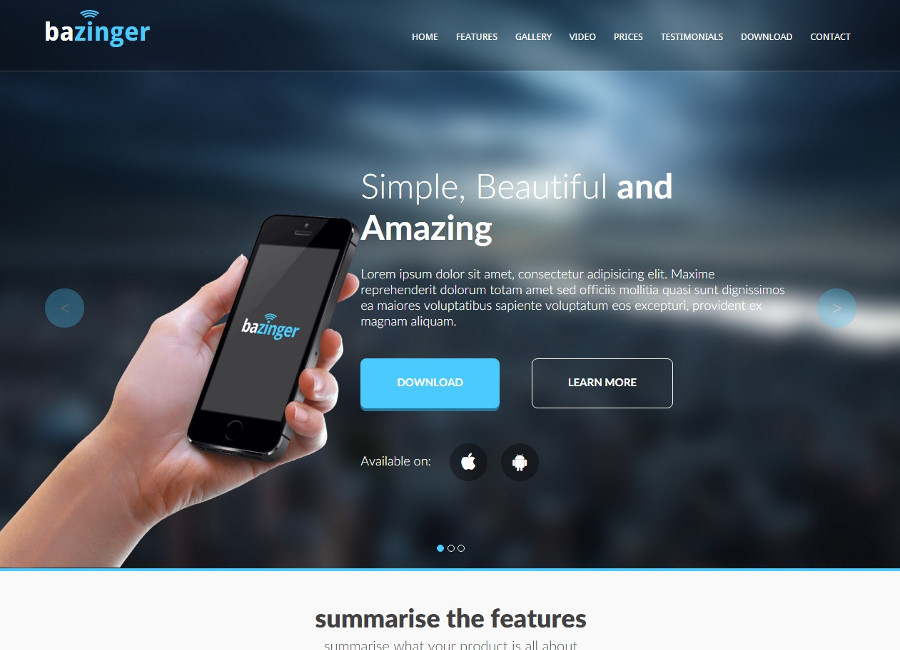 bazinger
HOME FEATURES GALLERY VIDEO PRICES TESTIMONIALS DOWNLOAD CONTACT
Simple, Beautiful and
Amazing
Lorem ipsum dolor sit amet, consectetur adipisicing elit. Maxime
reprehenderit dolorum totam amet sed officiis mollitia quasi sunt dignissimos
ea maiores voluptatibus sapiente voluptatum eos excepturi, provident ex
magnam aliquam.
<
bazinger
>
DOWNLOAD LEARN MORE
Available on:
summarise the features
summarise what your product is all about